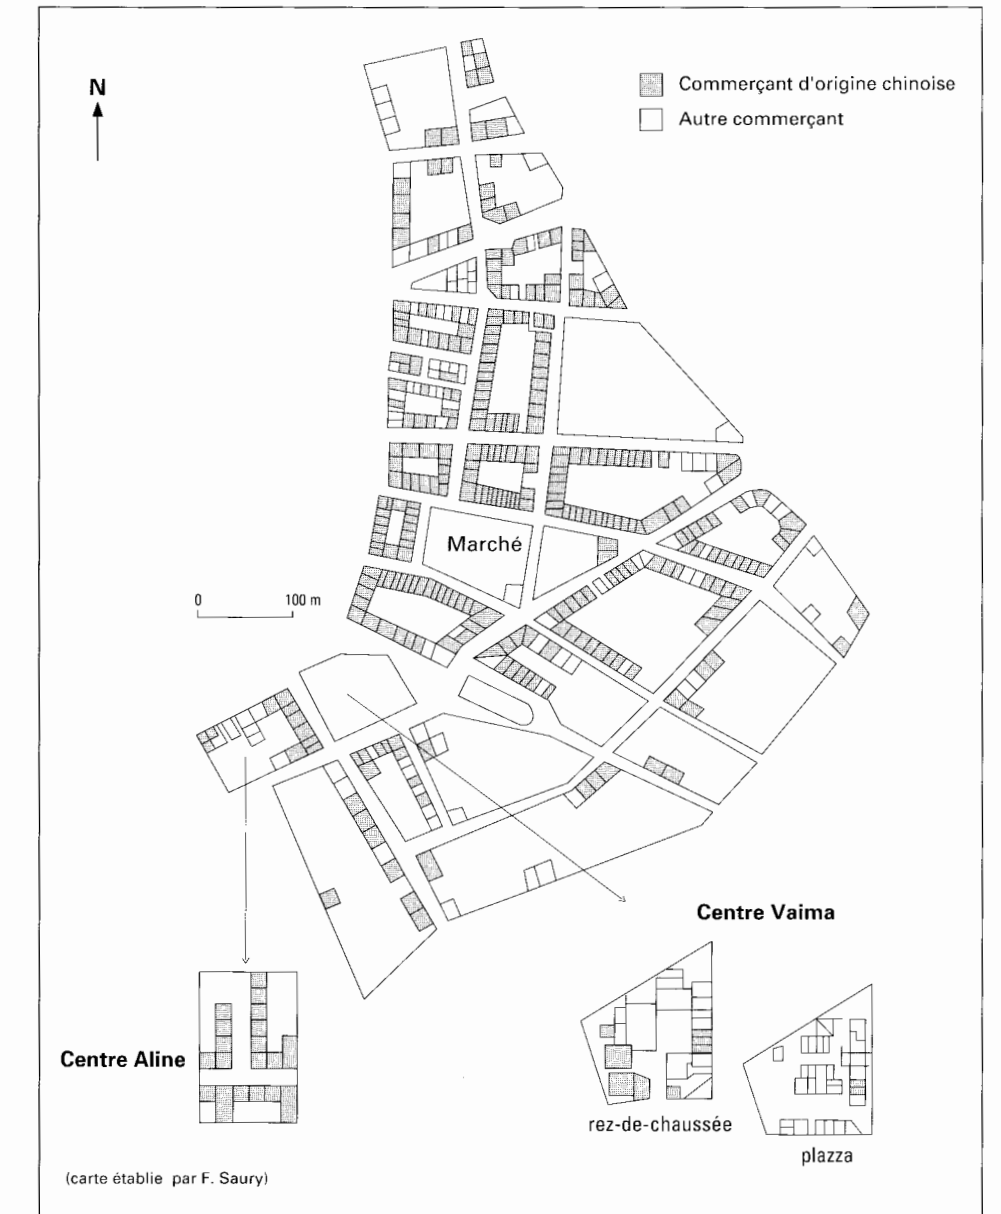 N
Commerçant d'origine chinoise
Autre commerçant
Marché
0 100 m
Centre Vaima
Centre Aline
rez-de-chaussée
plazza
(carte établie par F. Saury)